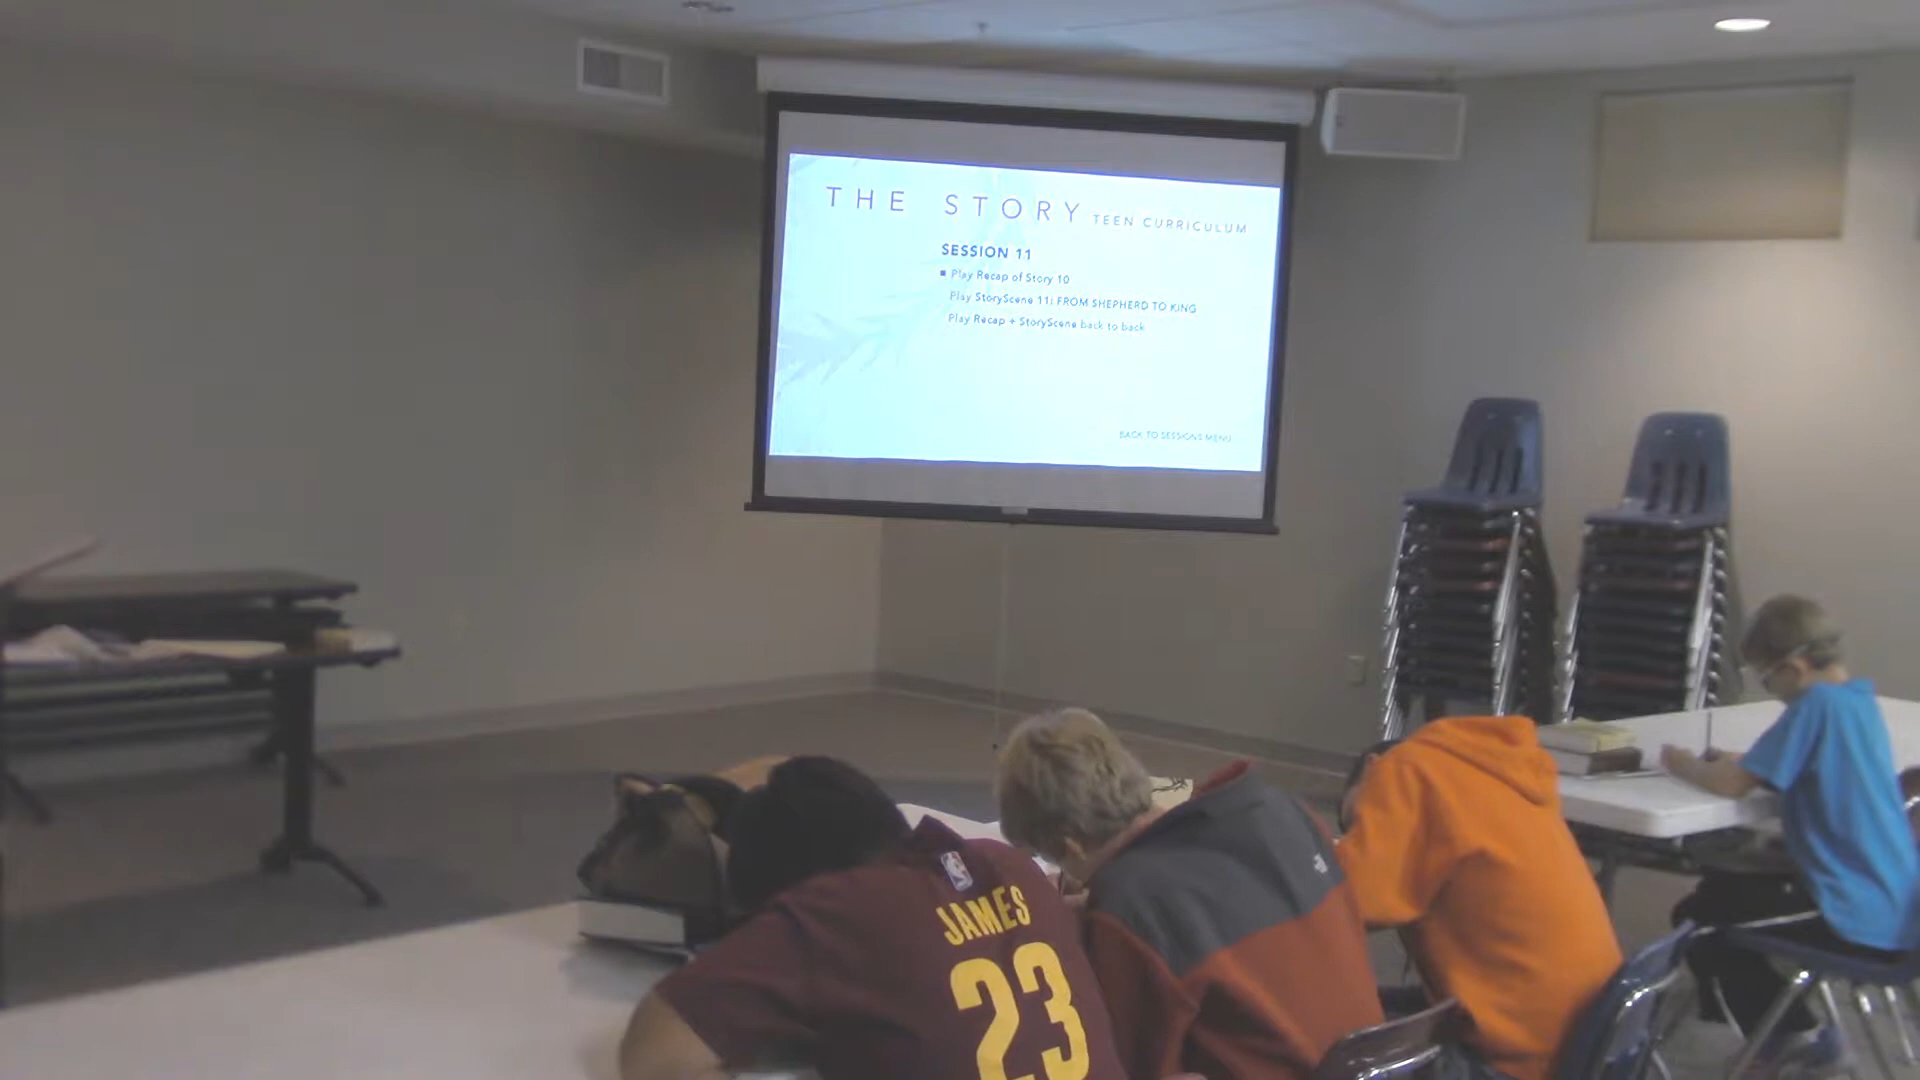 THE STORY TEEN CURRICULUM
SESSION 11
Play Recap of Story 10
Play StoryScene 11: FROM SHEPHERD TO KING
Play Recap + StoryScene back to back
BACK TO SESSIONS MENU
JAMES
23